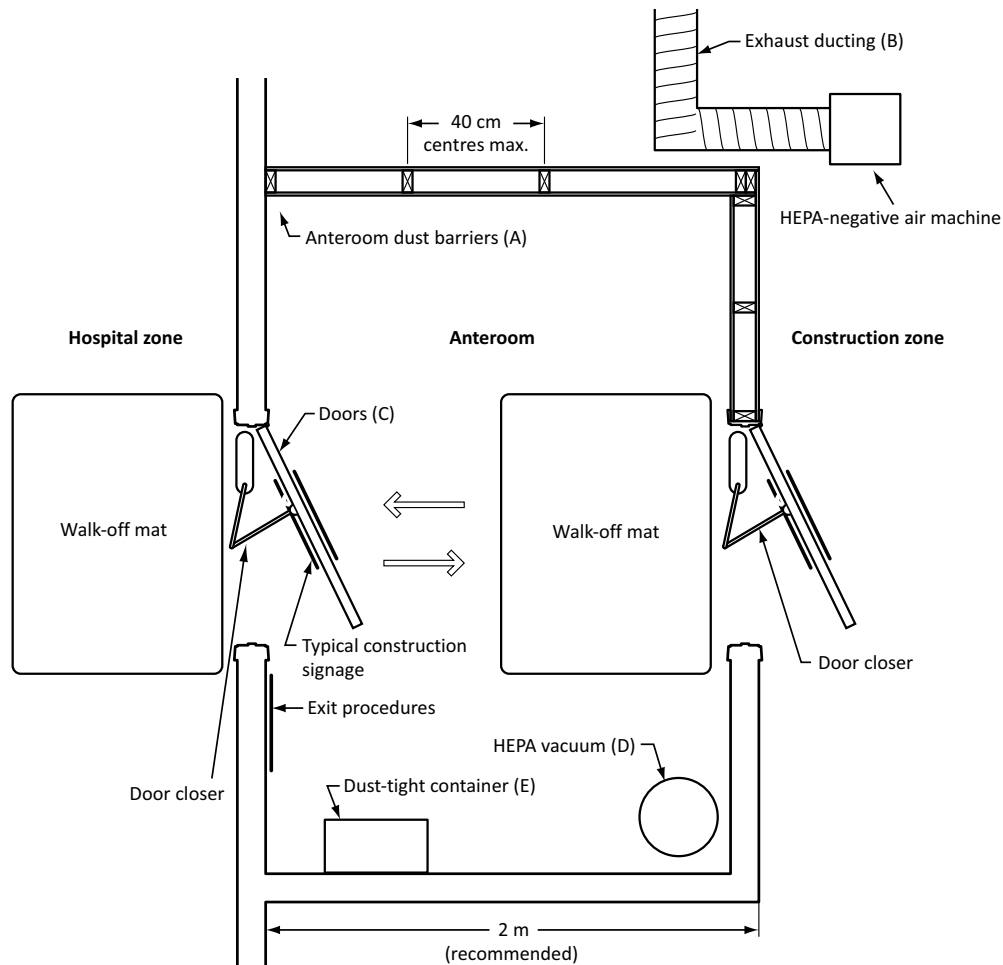 Exhaust ducting (B)
40 cm
centres max.
HEPA-negative air machine
Anteroom dust barriers (A)
Hospital zone
Anteroom
Construction zone
Doors (C)
Walk-off mat
Walk-off mat
Typical construction
signage
Door closer
Exit procedures
HEPA vacuum (D)
Door closer
Dust-tight container (E)
2 m
(recommended)